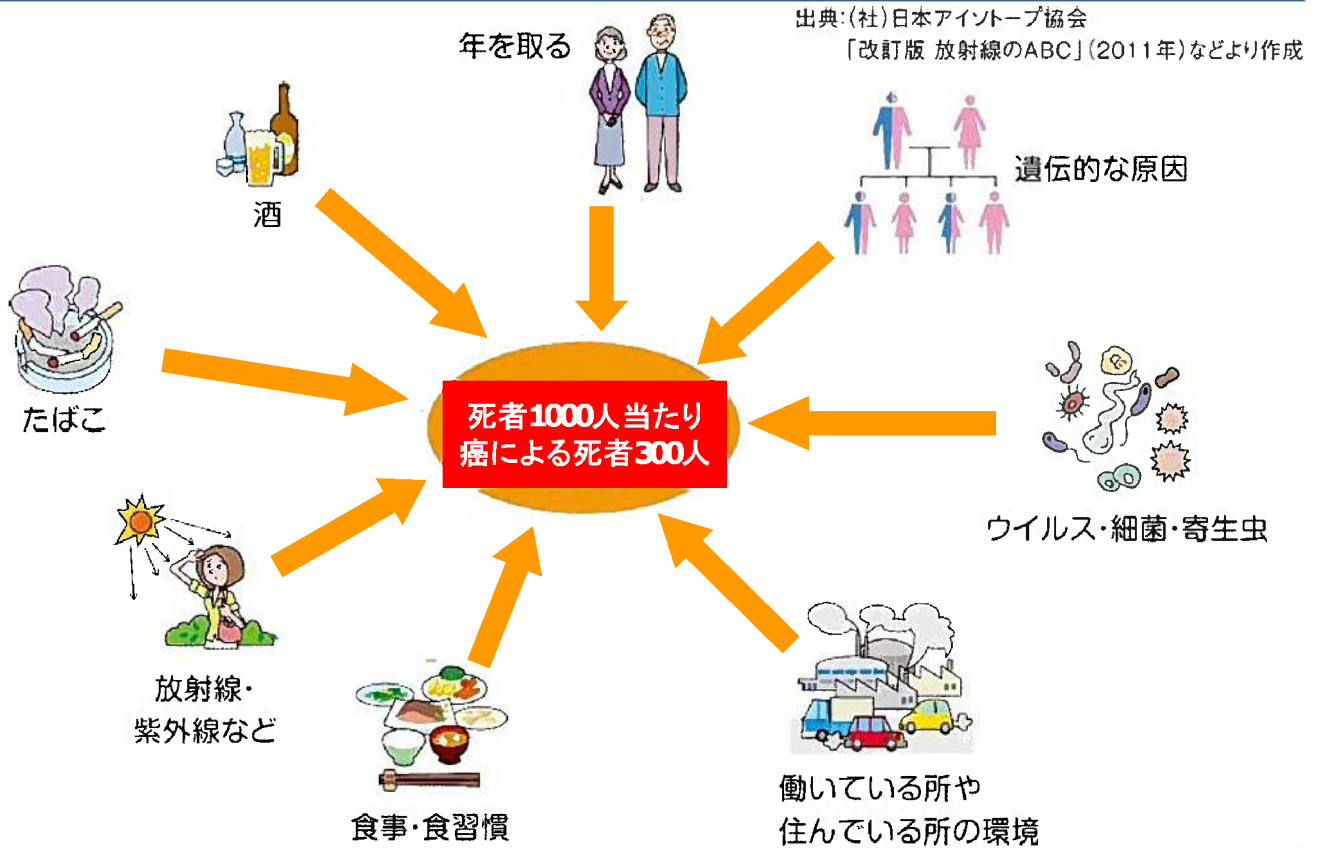 出典:(社)日本アイソトープ協会
「改訂版 放射線のABC」(2011年)などより作成
年を取る
酒
遺伝的な原因
たばこ
死者1000人当たり
癌による死者300人
ウイルス・細菌・寄生虫
放射線・
紫外線など
食事・食習慣
働いている所や
住んでいる所の環境